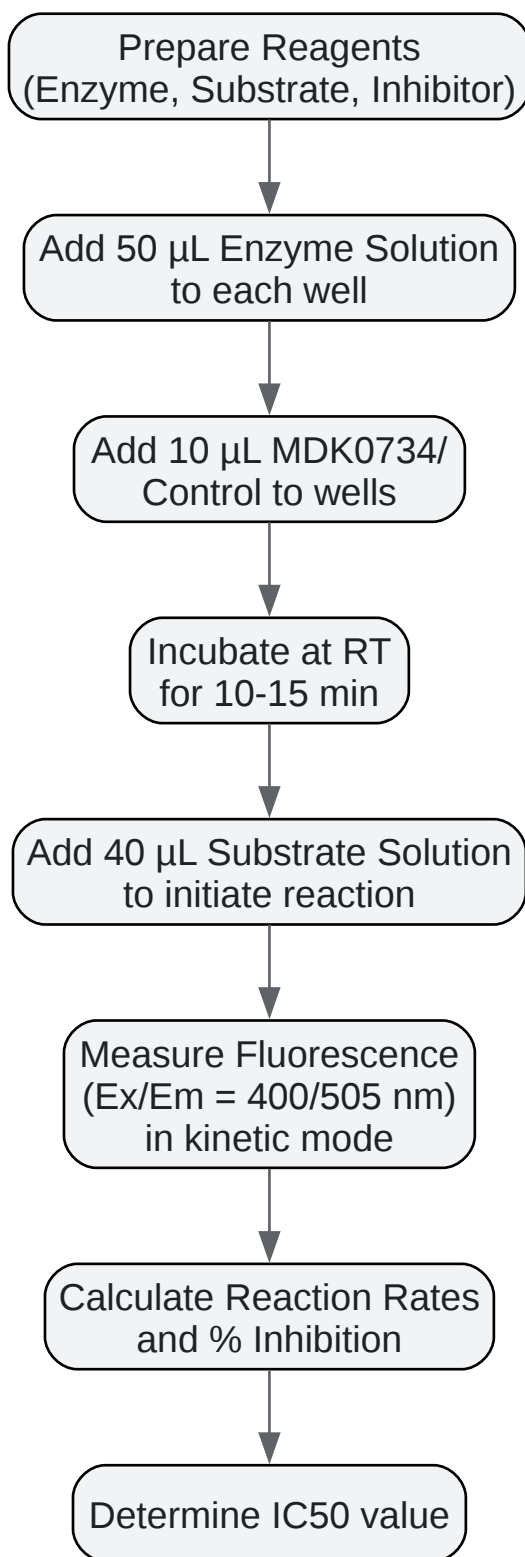 Prepare Reagents
(Enzyme, Substrate, Inhibitor)
Add 50 µL Enzyme Solution
to each well
Add 10 µL MDK0734/
Control to wells
Incubate at RT
for 10-15 min
Add 40 µL Substrate Solution
to initiate reaction
Measure Fluorescence
(Ex/Em = 400/505 nm)
in kinetic mode
Calculate Reaction Rates
and % Inhibition
Determine IC50 value